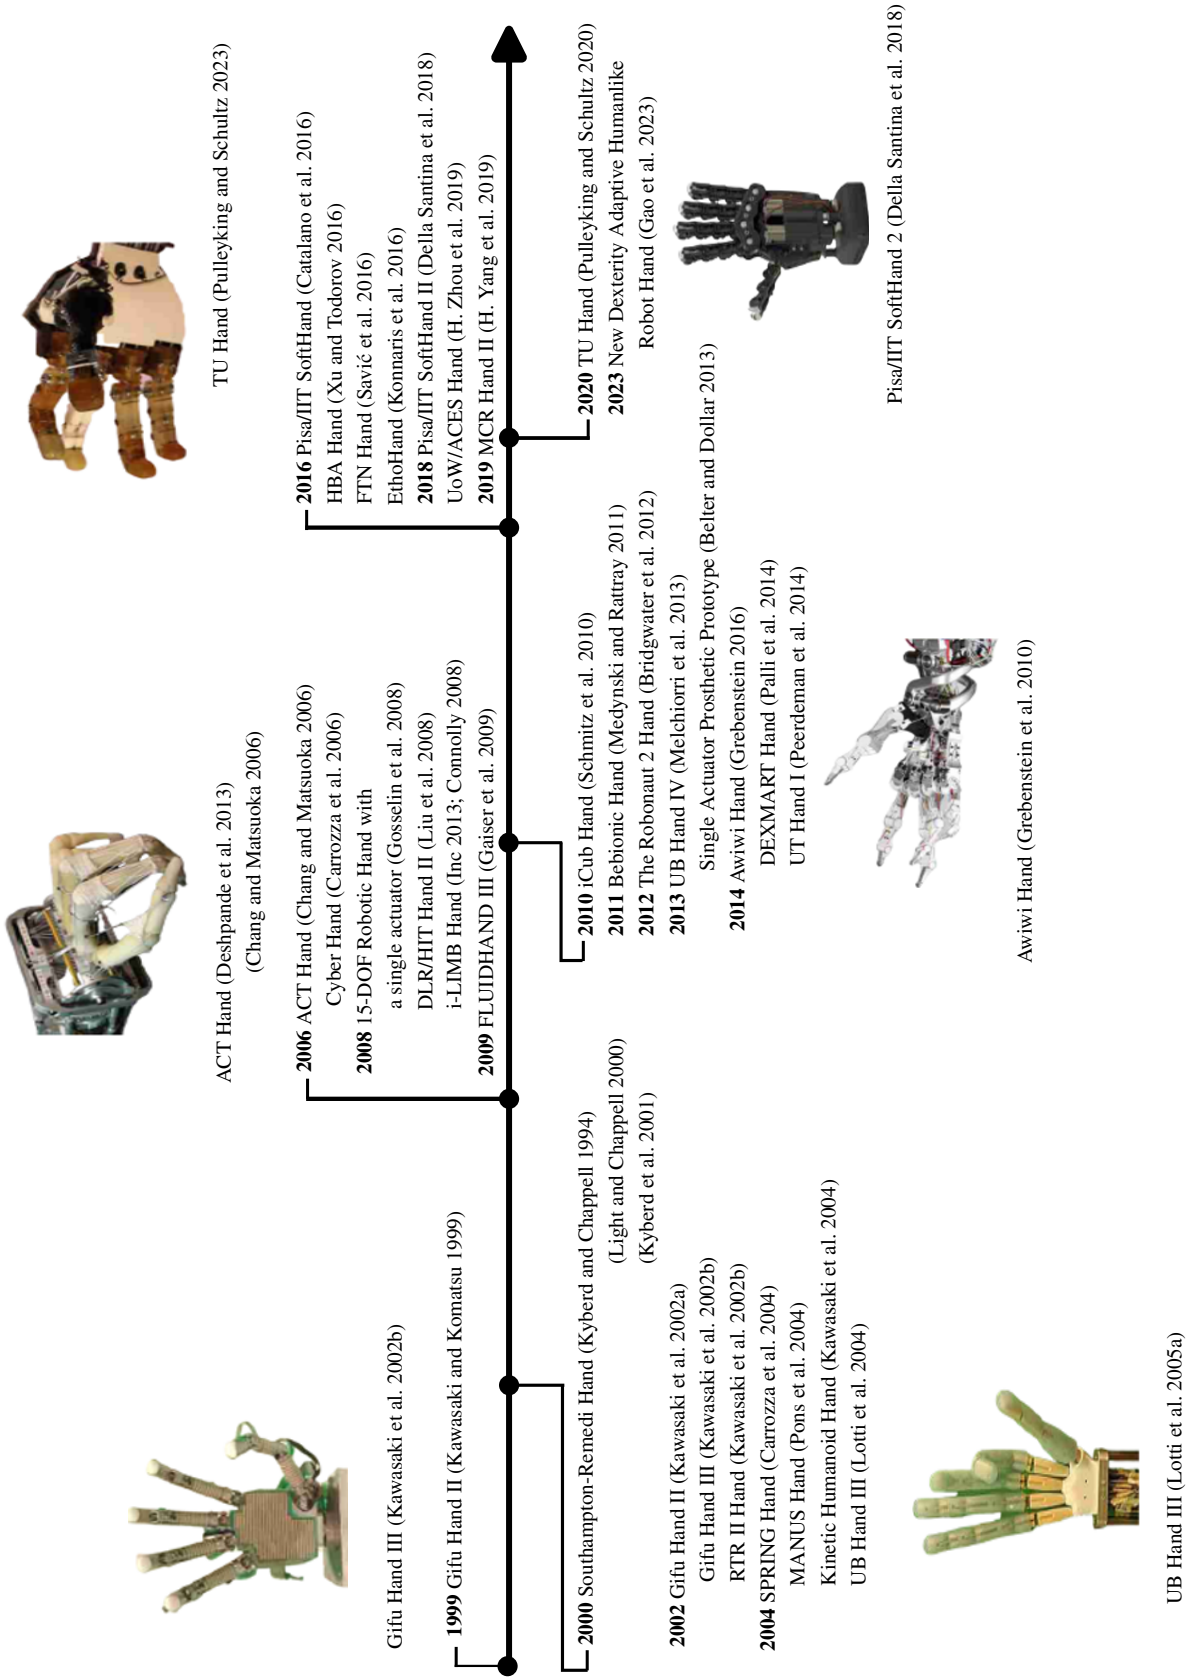 Gifu Hand III (Kawasaki et al. 2002b)
1999 Gifu Hand II (Kawasaki and Komatsu 1999)
2000 Southampton-Remedi Hand (Kyberd and Chappell 1994)
(Light and Chappell 2000)
(Kyberd et al. 2001)
2002 Gifu Hand II (Kawasaki et al. 2002a)
Gifu Hand III (Kawasaki et al. 2002b)
RTR II Hand (Kawasaki et al. 2002b)
2004 SPRING Hand (Carrozza et al. 2004)
MANUS Hand (Pons et al. 2004)
Kinetic Humanoid Hand (Kawasaki et al. 2004)
UB Hand III (Lotti et al. 2004)
UB Hand III (Lotti et al. 2005a)
ACT Hand (Deshpande et al. 2013)
(Chang and Matsuoka 2006)
2006 ACT Hand (Chang and Matsuoka 2006)
Cyber Hand (Carrozza et al. 2006)
2008 15-DOF Robotic Hand with
a single actuator (Gosselin et al. 2008)
DLR/HIT Hand II (Liu et al. 2008)
i-LIMB Hand (Inc 2013; Connolly 2008)
2009 FLUIDHAND III (Gaiser et al. 2009)
2010 iCub Hand (Schmitz et al. 2010)
2011 Bebionic Hand (Medynski and Rattray 2011)
2012 The Robonaut 2 Hand (Bridgwater et al. 2012)
2013 UB Hand IV (Melchiorri et al. 2013)
Single Actuator Prosthetic Prototype (Belter and Dollar 2013)
2014 Awiwi Hand (Grebenstein 2016)
DEXMART Hand (Palli et al. 2014)
UT Hand I (Peerdeman et al. 2014)
Awiwi Hand (Grebenstein et al. 2010)
TU Hand (Pulleyking and Schultz 2023)
2016 Pisa/IIT SoftHand (Catalano et al. 2016)
HBA Hand (Xu and Todorov 2016)
FTN Hand (Savić et al. 2016)
EthoHand (Konnaris et al. 2016)
2018 Pisa/IIT SoftHand II (Della Santina et al. 2018)
UoW/ACES Hand (H. Zhou et al. 2019)
2019 MCR Hand II (H. Yang et al. 2019)
2020 TU Hand (Pulleyking and Schultz 2020)
2023 New Dexterity Adaptive Humanlike
Robot Hand (Gao et al. 2023)
Pisa/IIT SoftHand 2 (Della Santina et al. 2018)